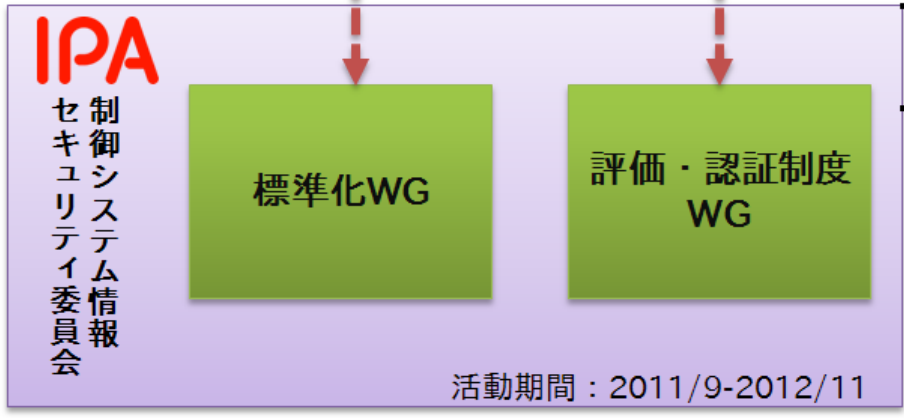 IPA
制御システム情報
セキュリティ委員会
標準化WG
評価・認証制度
WG
活動期間：2011/9-2012/11